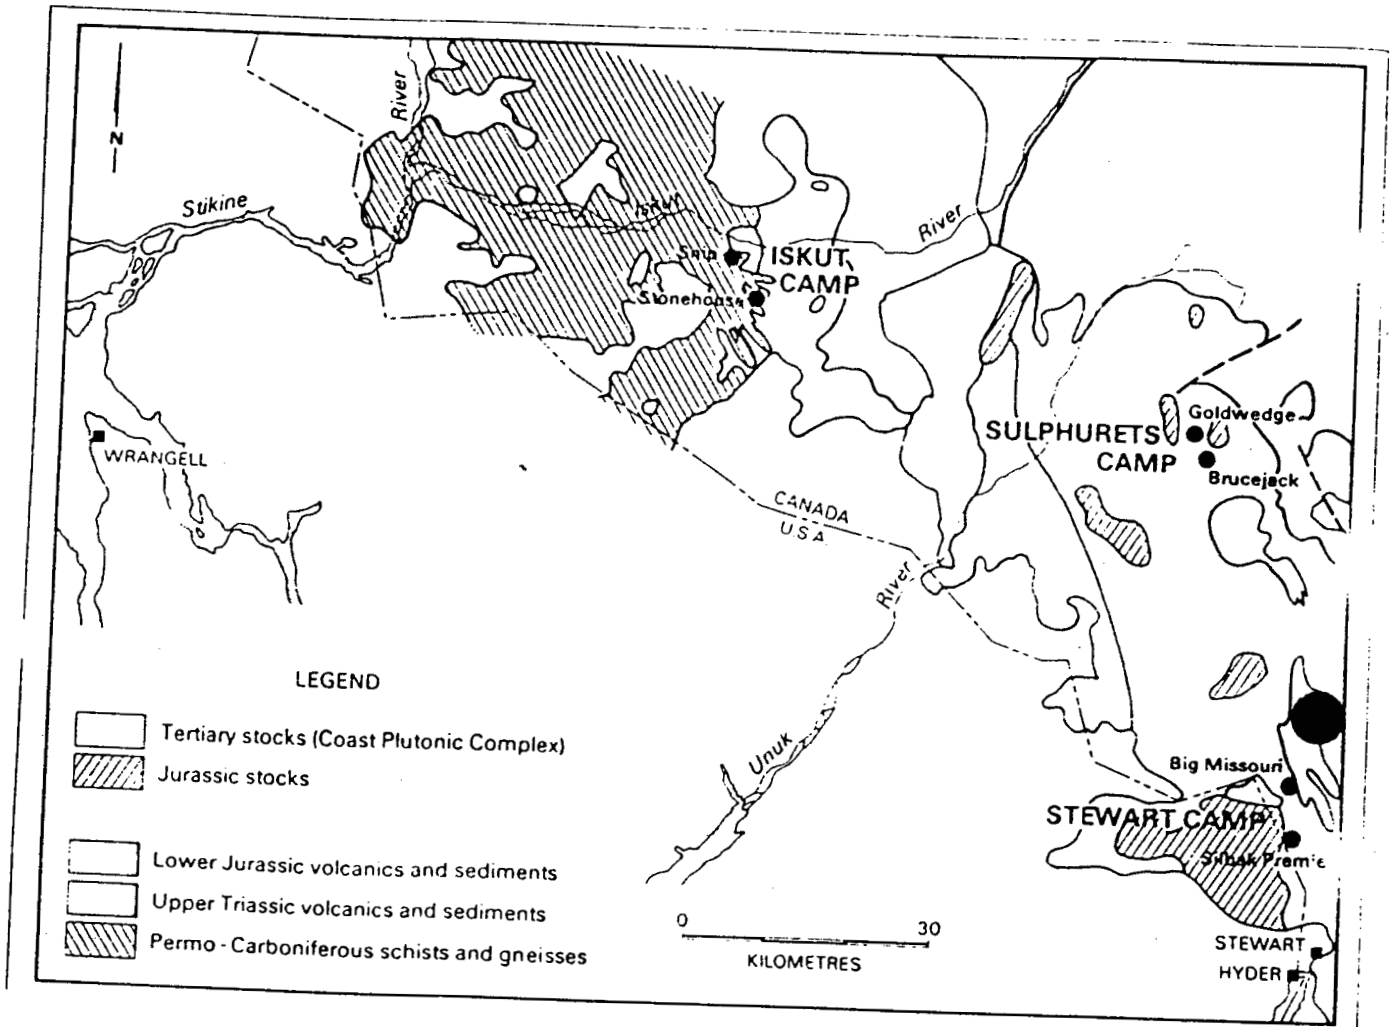 River
N
Stikine
Iskut
River
Snip
ISKUT
CAMP
Stonehouse
Goldwedge
SULPHURETS
CAMP
Brucejack
WRANGELL
CANADA
U.S.A.
River
Unuk
LEGEND
Tertiary stocks (Coast Plutonic Complex)
Jurassic stocks
Lower Jurassic volcanics and sediments
Upper Triassic volcanics and sediments
Permo - Carboniferous schists and gneisses
Big Missouri
STEWART CAMP
Silbak
0 30
KILOMETRES
STEWART
HYDER